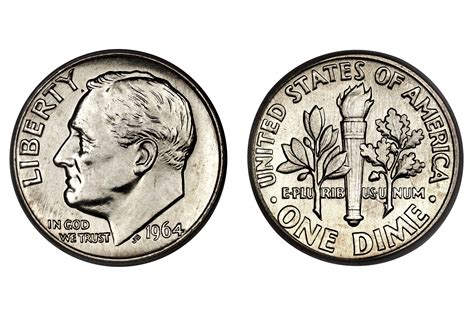 LIBERTY
IN GOD
WE TRUST
JS
1964
UNITED STATES OF AMERICA
·E·PLURIBUS·UNUM·
· ONE DIME ·